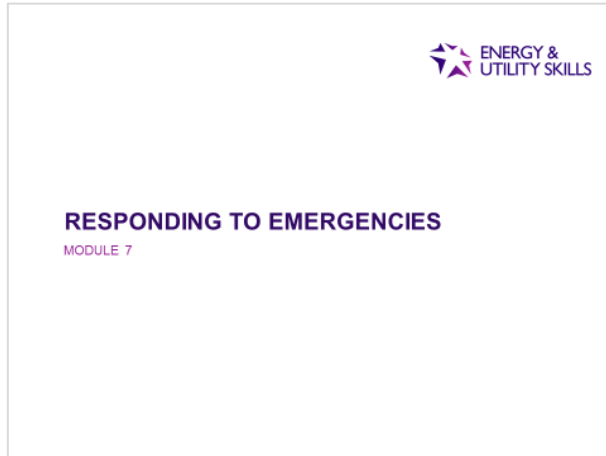 ENERGY &
UTILITY SKILLS
RESPONDING TO EMERGENCIES
MODULE 7